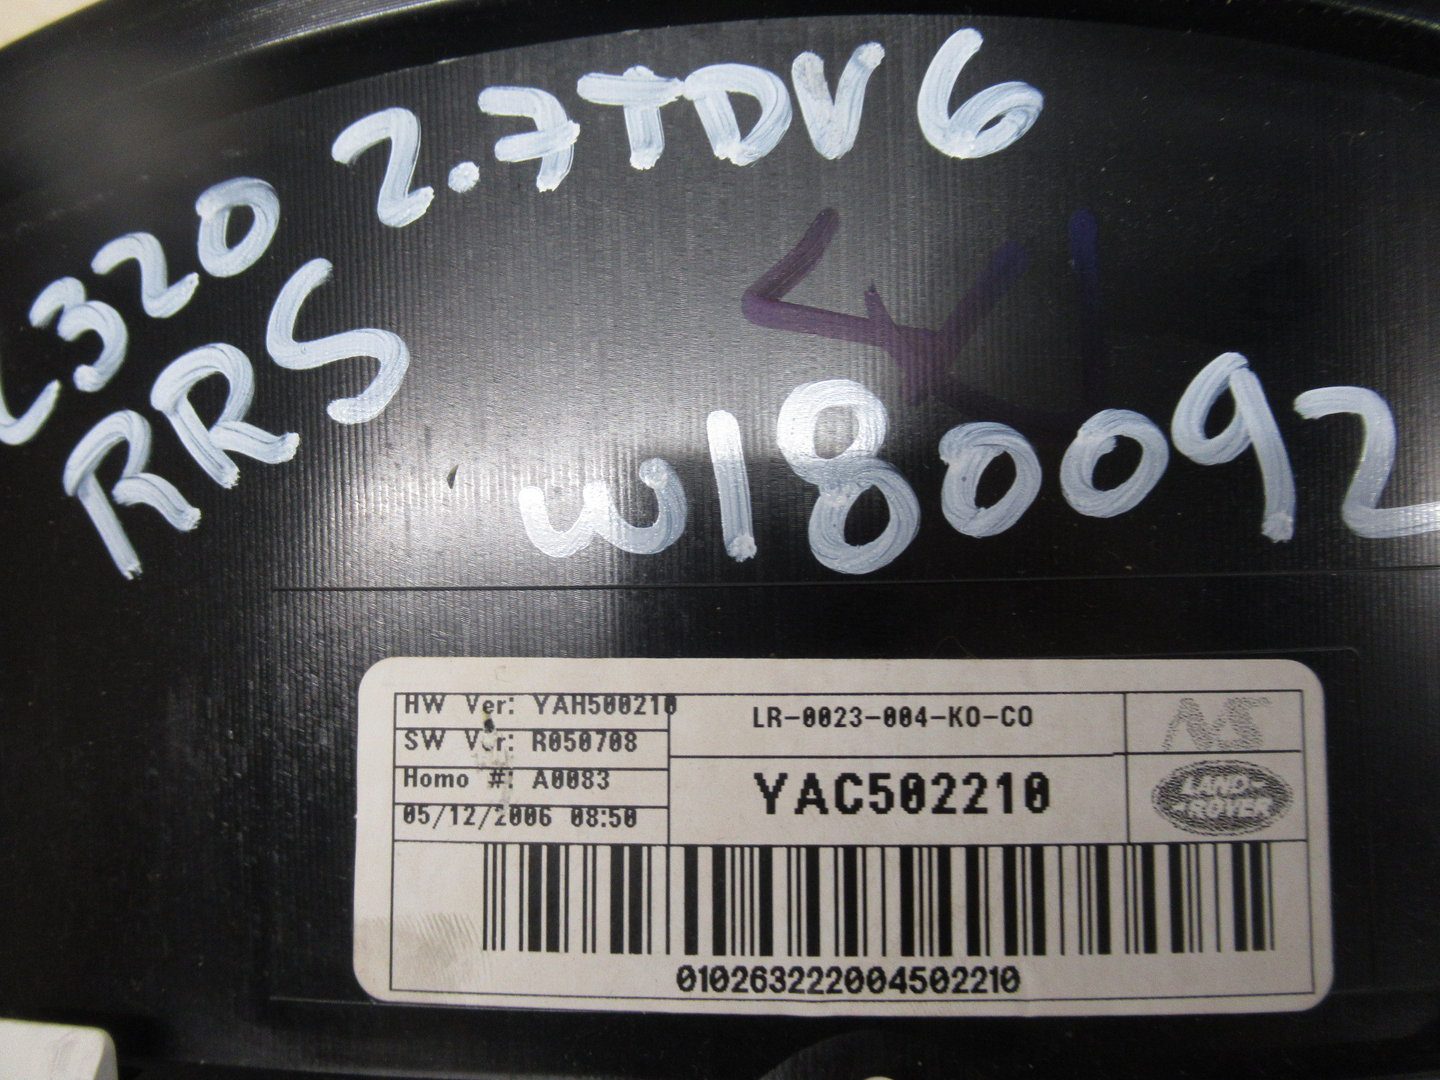 L320 2.7TDV6
RRS
W180092
HW Ver: YAH500210
SW Ver: R050708
Homo #: A0083
05/12/2006 08:50
LR-0023-004-KO-CO
YAC502210
LAND-
-ROVER
010263222004502210